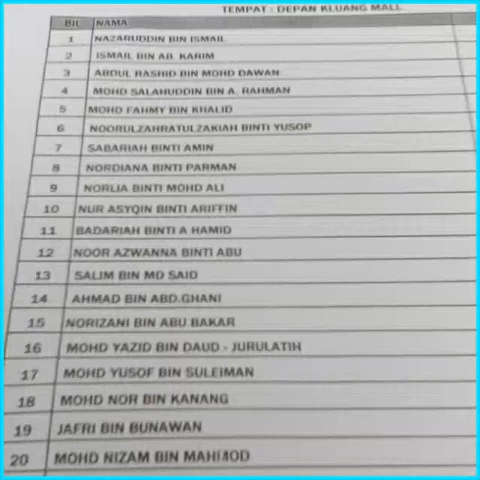 TEMPAT : DEPAN KLUANG MALL
BIL NAMA
1 NAZARUDDIN BIN ISMAIL
2 ISMAIL BIN AB. KARIM
3 ABDUL RASHID BIN MOHD DAWAN
4 MOHD SALAHUDDIN BIN A. RAHMAN
5 MOHD FAHMY BIN KHALID
6 NOORULZAHRATULZAKIAH BINTI YUSOP
7 SABARIAH BINTI AMIN
8 NORDIANA BINTI PARMAN
9 NORLIA BINTI MOHD ALI
10 NUR ASYQIN BINTI ARIFFIN
11 BADARIAH BINTI A HAMID
12 NOOR AZWANNA BINTI ABU
13 SALIM BIN MD SAID
14 AHMAD BIN ABD.GHANI
15 NORIZANI BIN ABU BAKAR
16 MOHD YAZID BIN DAUD - JURULATIH
17 MOHD YUSOF BIN SULEIMAN
18 MOHD NOR BIN KANANG
19 JAFRI BIN BUNAWAN
20 MOHD NIZAM BIN MAHMOD